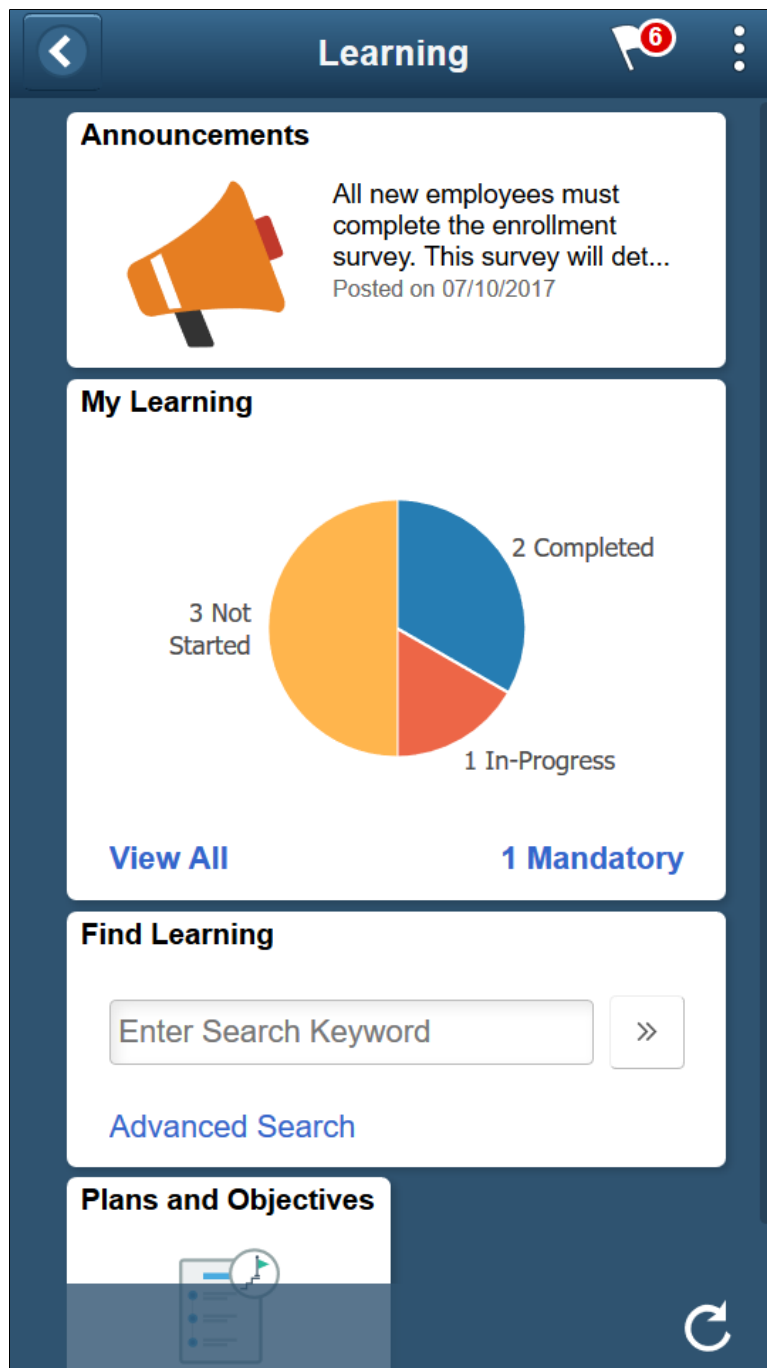 Learning
6
Announcements
All new employees must
complete the enrollment
survey. This survey will det...
Posted on 07/10/2017
My Learning
2 Completed
3 Not
Started
1 In-Progress
View All
1 Mandatory
Find Learning
Enter Search Keyword
Advanced Search
Plans and Objectives